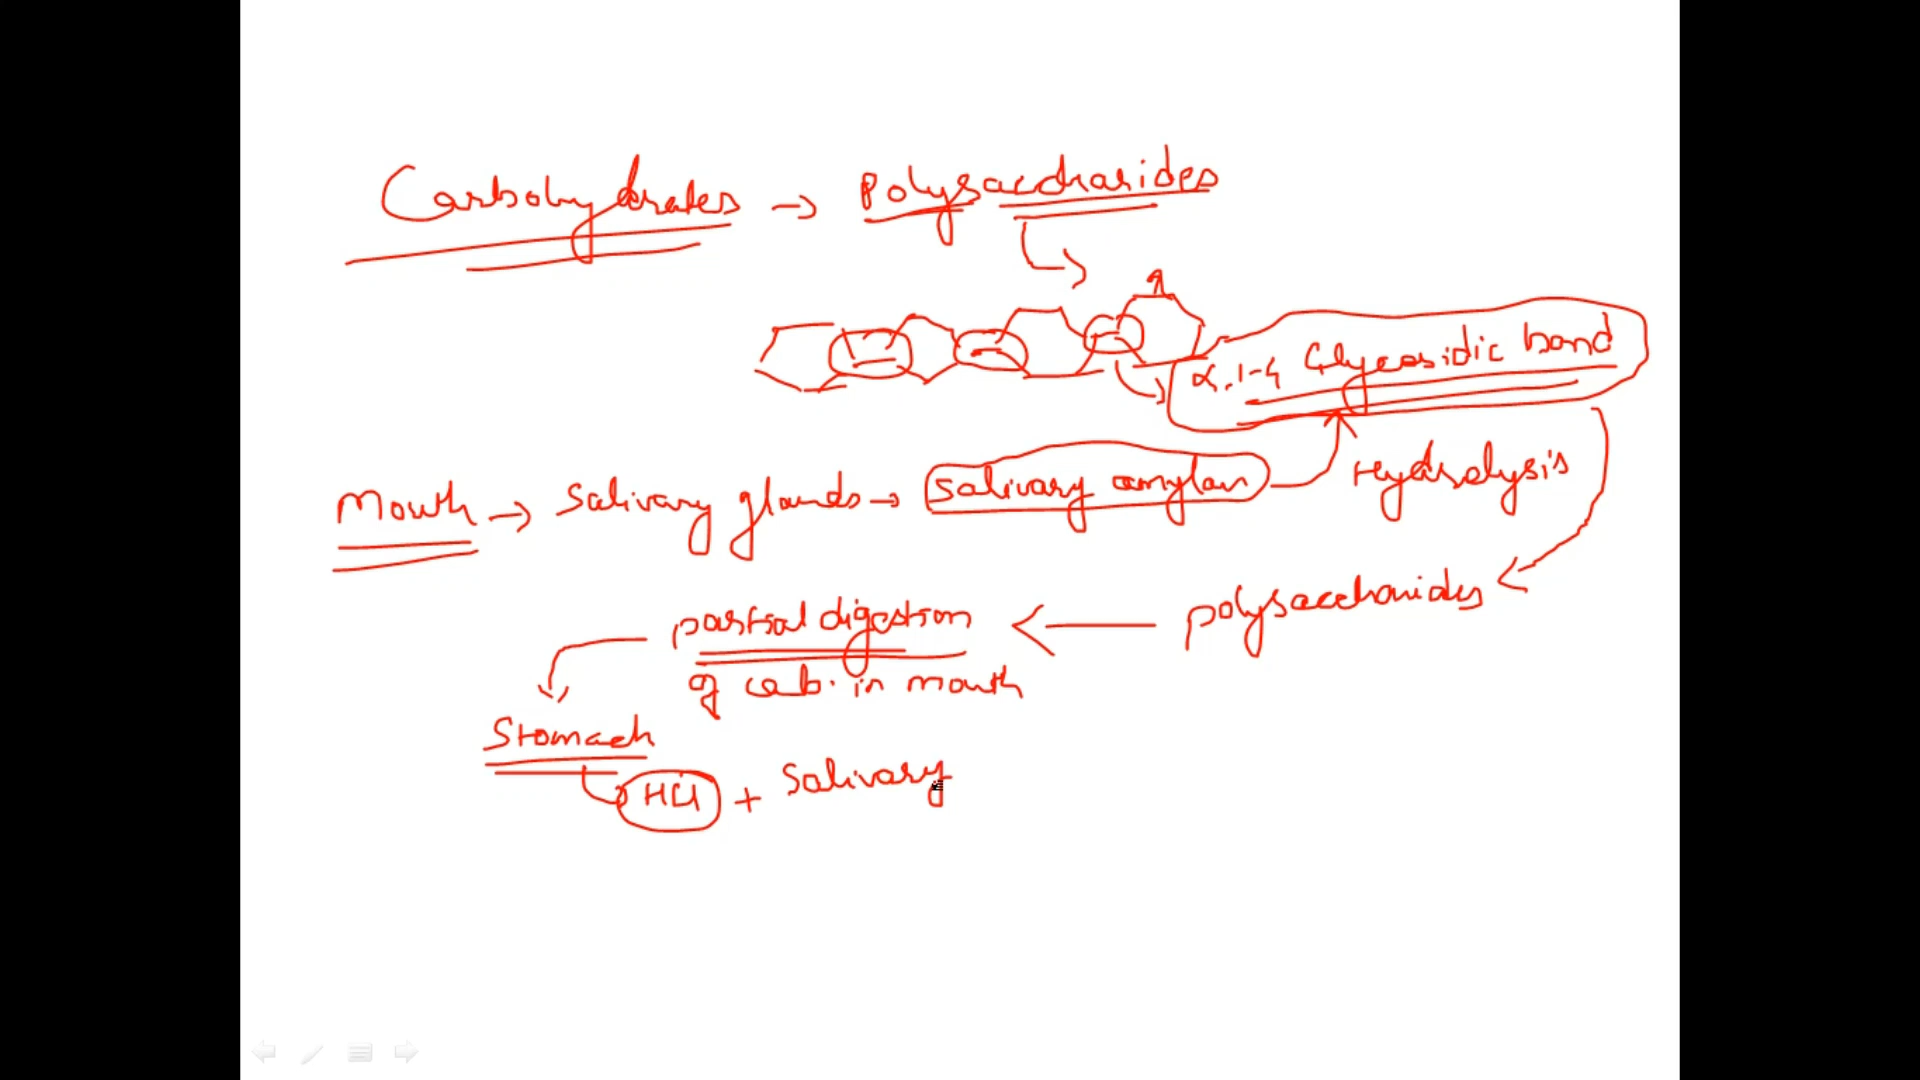 Carbohydrates → Polysaccharides
α,1-4 Glycosidic bond
Mouth → Salivary glands → Salivary amylase Hydrolysis
polysaccharides
partial digestion
of carb. in mouth
Stomach
HCl + Salivary